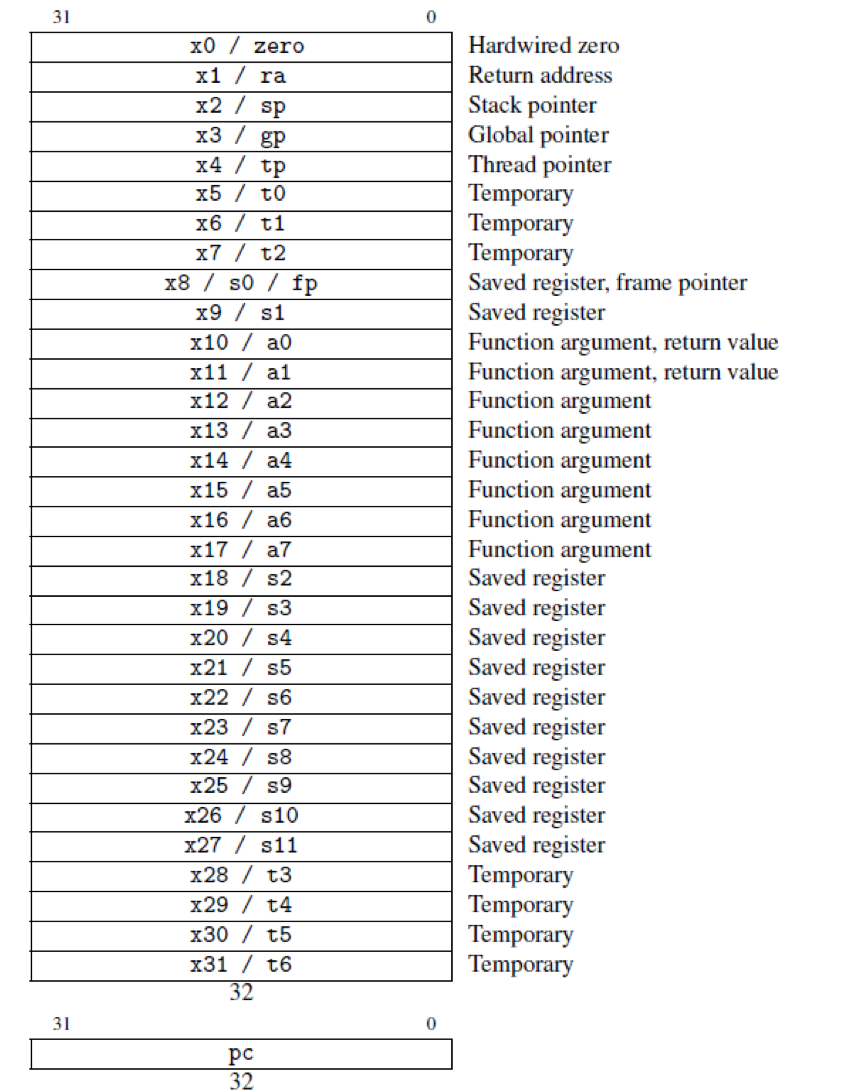 31 0
x0 / zero Hardwired zero
x1 / ra Return address
x2 / sp Stack pointer
x3 / gp Global pointer
x4 / tp Thread pointer
x5 / t0 Temporary
x6 / t1 Temporary
x7 / t2 Temporary
x8 / s0 / fp Saved register, frame pointer
x9 / s1 Saved register
x10 / a0 Function argument, return value
x11 / a1 Function argument, return value
x12 / a2 Function argument
x13 / a3 Function argument
x14 / a4 Function argument
x15 / a5 Function argument
x16 / a6 Function argument
x17 / a7 Function argument
x18 / s2 Saved register
x19 / s3 Saved register
x20 / s4 Saved register
x21 / s5 Saved register
x22 / s6 Saved register
x23 / s7 Saved register
x24 / s8 Saved register
x25 / s9 Saved register
x26 / s10 Saved register
x27 / s11 Saved register
x28 / t3 Temporary
x29 / t4 Temporary
x30 / t5 Temporary
x31 / t6 Temporary
32
31 0
pc
32